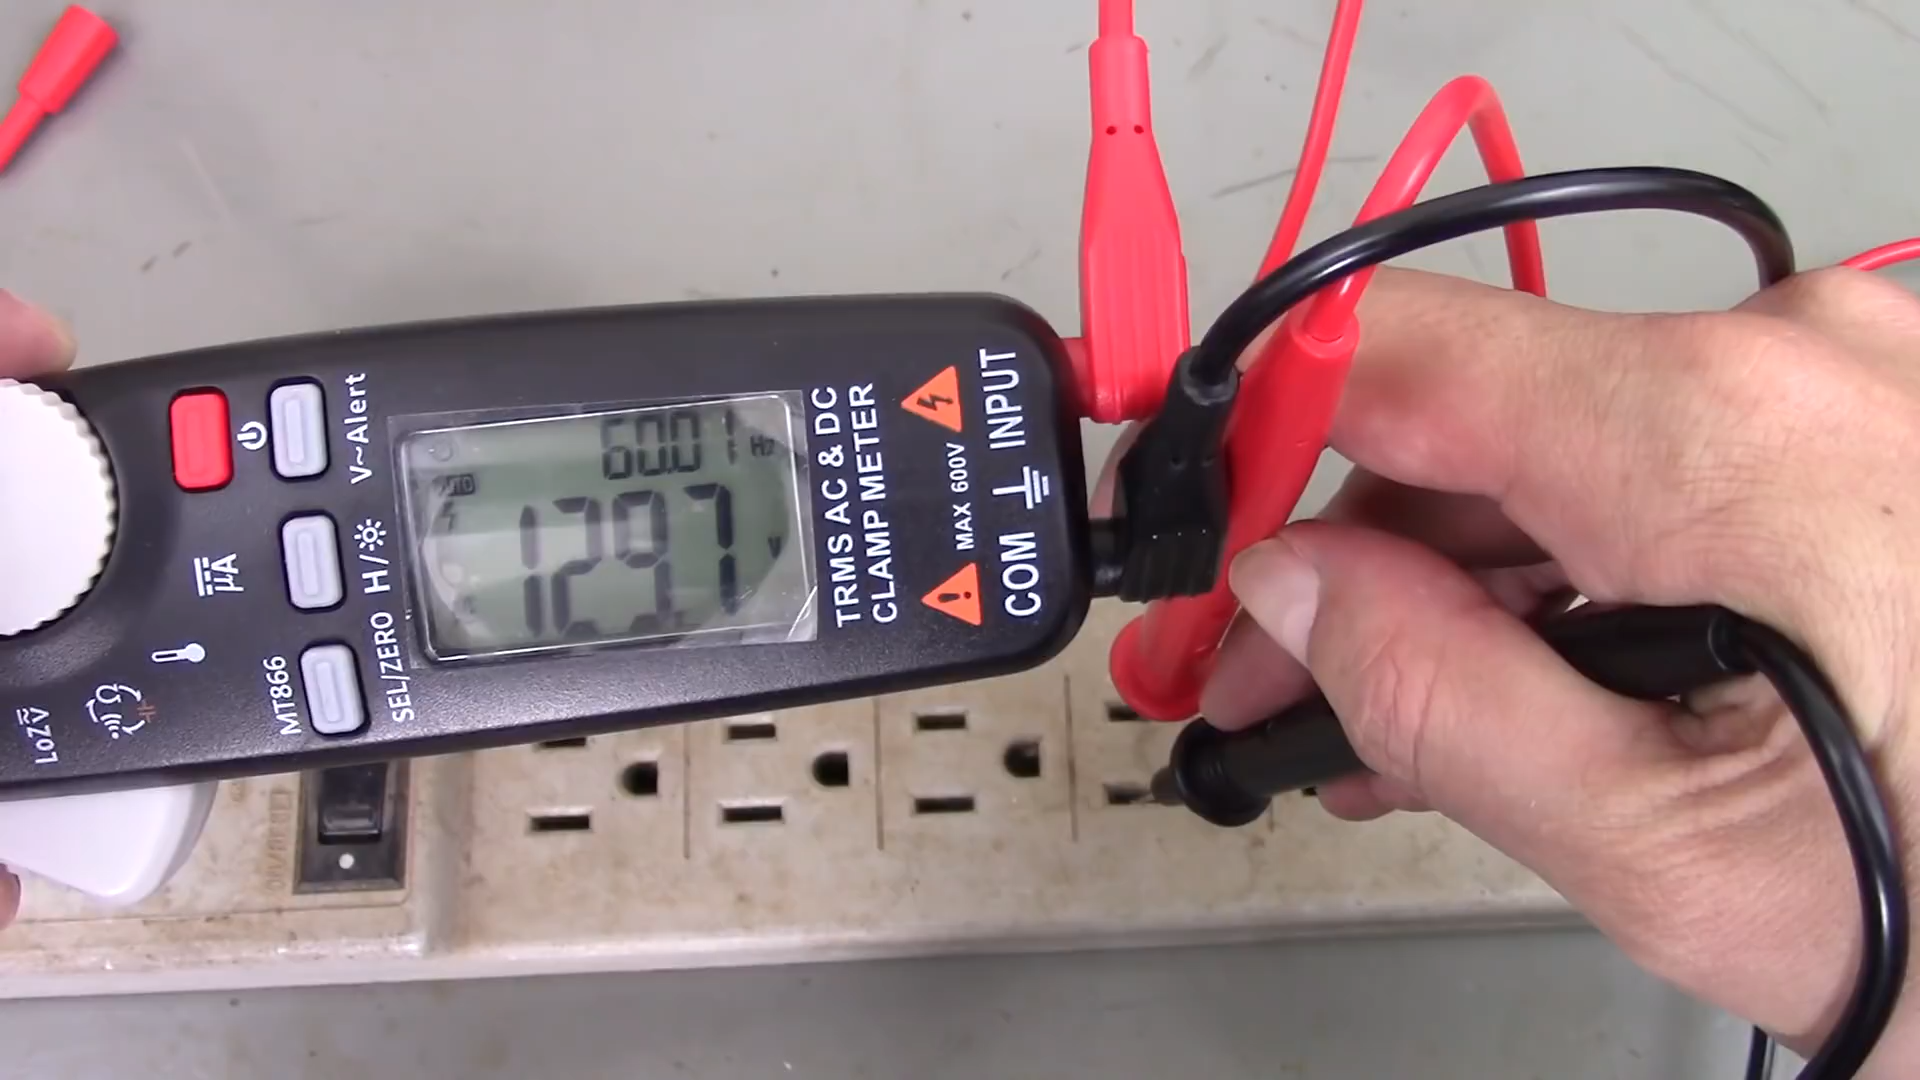 60.01 Hz
AUTO
129.7 V
V~Alert
H/
SEL/ZERO
MT866
μA
LoZV
Ω
TRMS AC & DC
CLAMP METER
MAX 600V
INPUT
COM